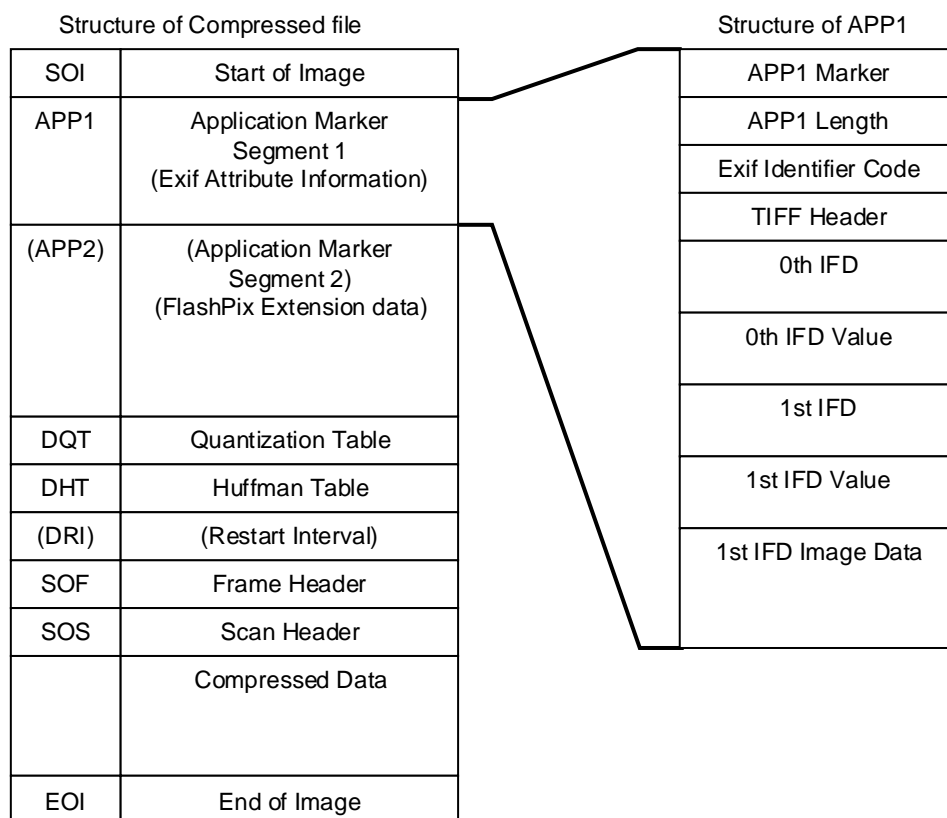 Structure of Compressed file
SOI Start of Image
APP1 Application Marker
Segment 1
(Exif Attribute Information)
(APP2) (Application Marker
Segment 2)
(FlashPix Extension data)
DQT Quantization Table
DHT Huffman Table
(DRI) (Restart Interval)
SOF Frame Header
SOS Scan Header
Compressed Data
EOI End of Image
Structure of APP1
APP1 Marker
APP1 Length
Exif Identifier Code
TIFF Header
0th IFD
0th IFD Value
1st IFD
1st IFD Value
1st IFD Image Data